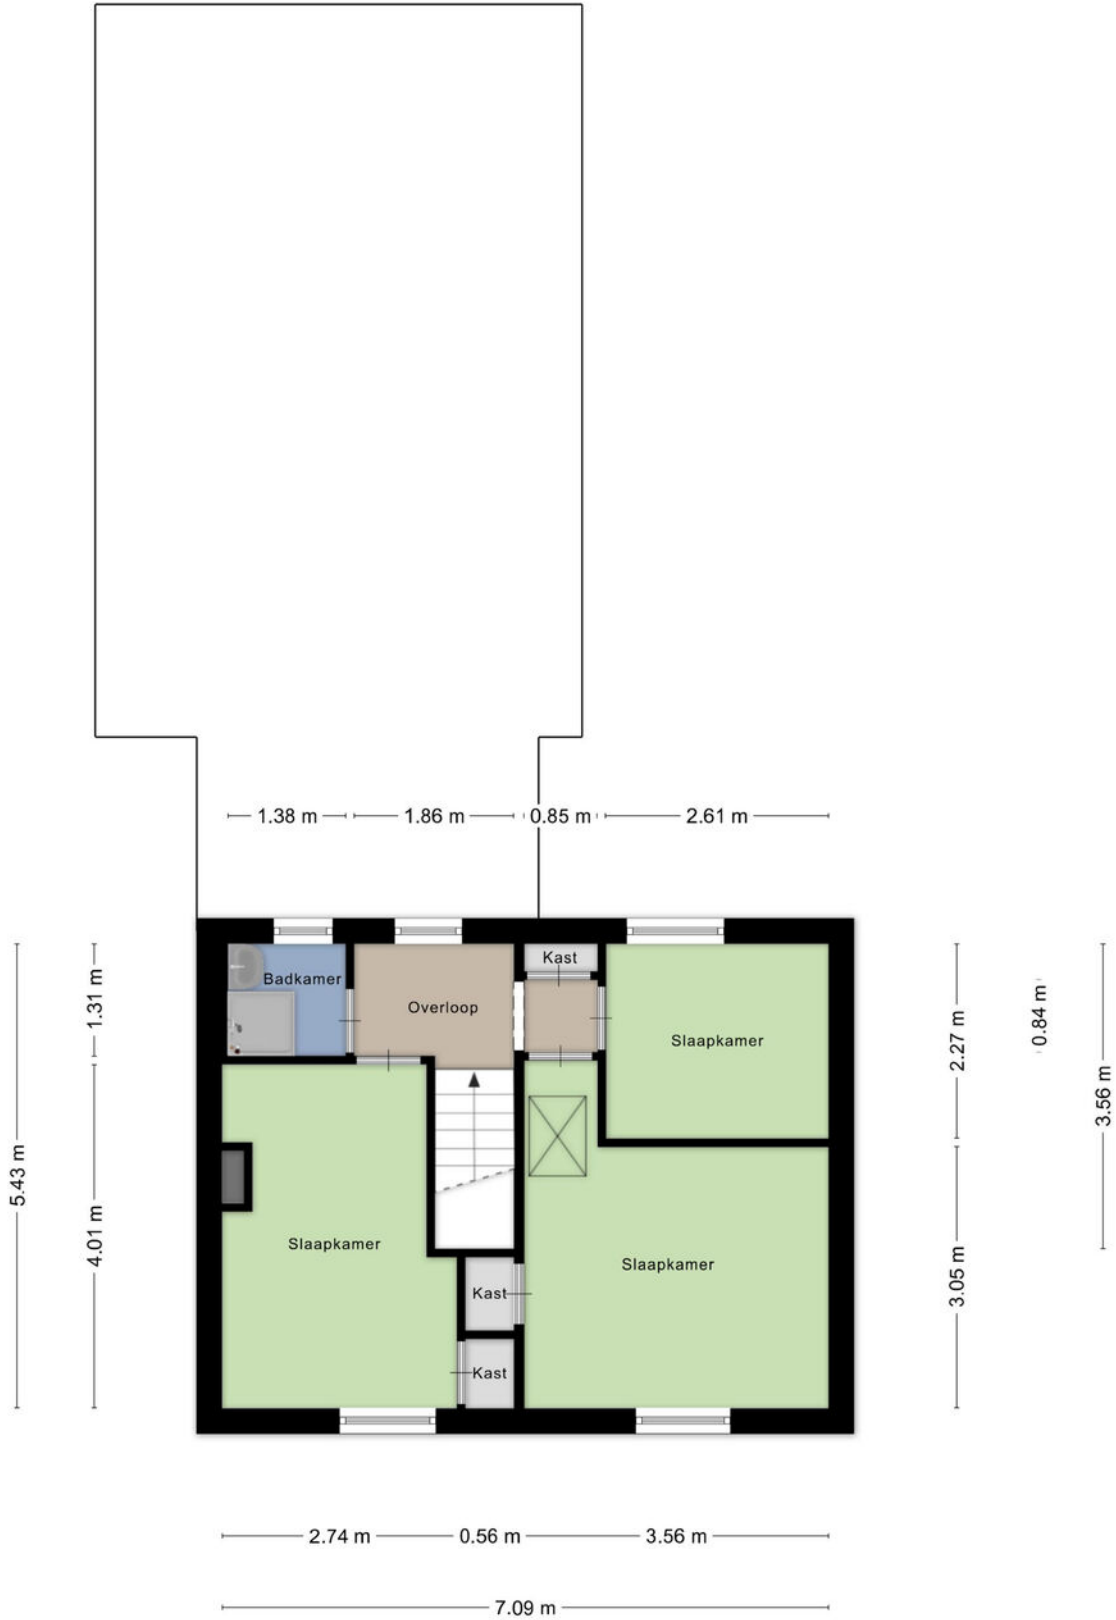 1.38 m
1.86 m
0.85 m
2.61 m
Kast
Badkamer
Overloop
Slaapkamer
1.31 m
2.27 m
0.84 m
3.56 m
5.43 m
4.01 m
Slaapkamer
Slaapkamer
3.05 m
Kast
Kast
2.74 m
0.56 m
3.56 m
7.09 m